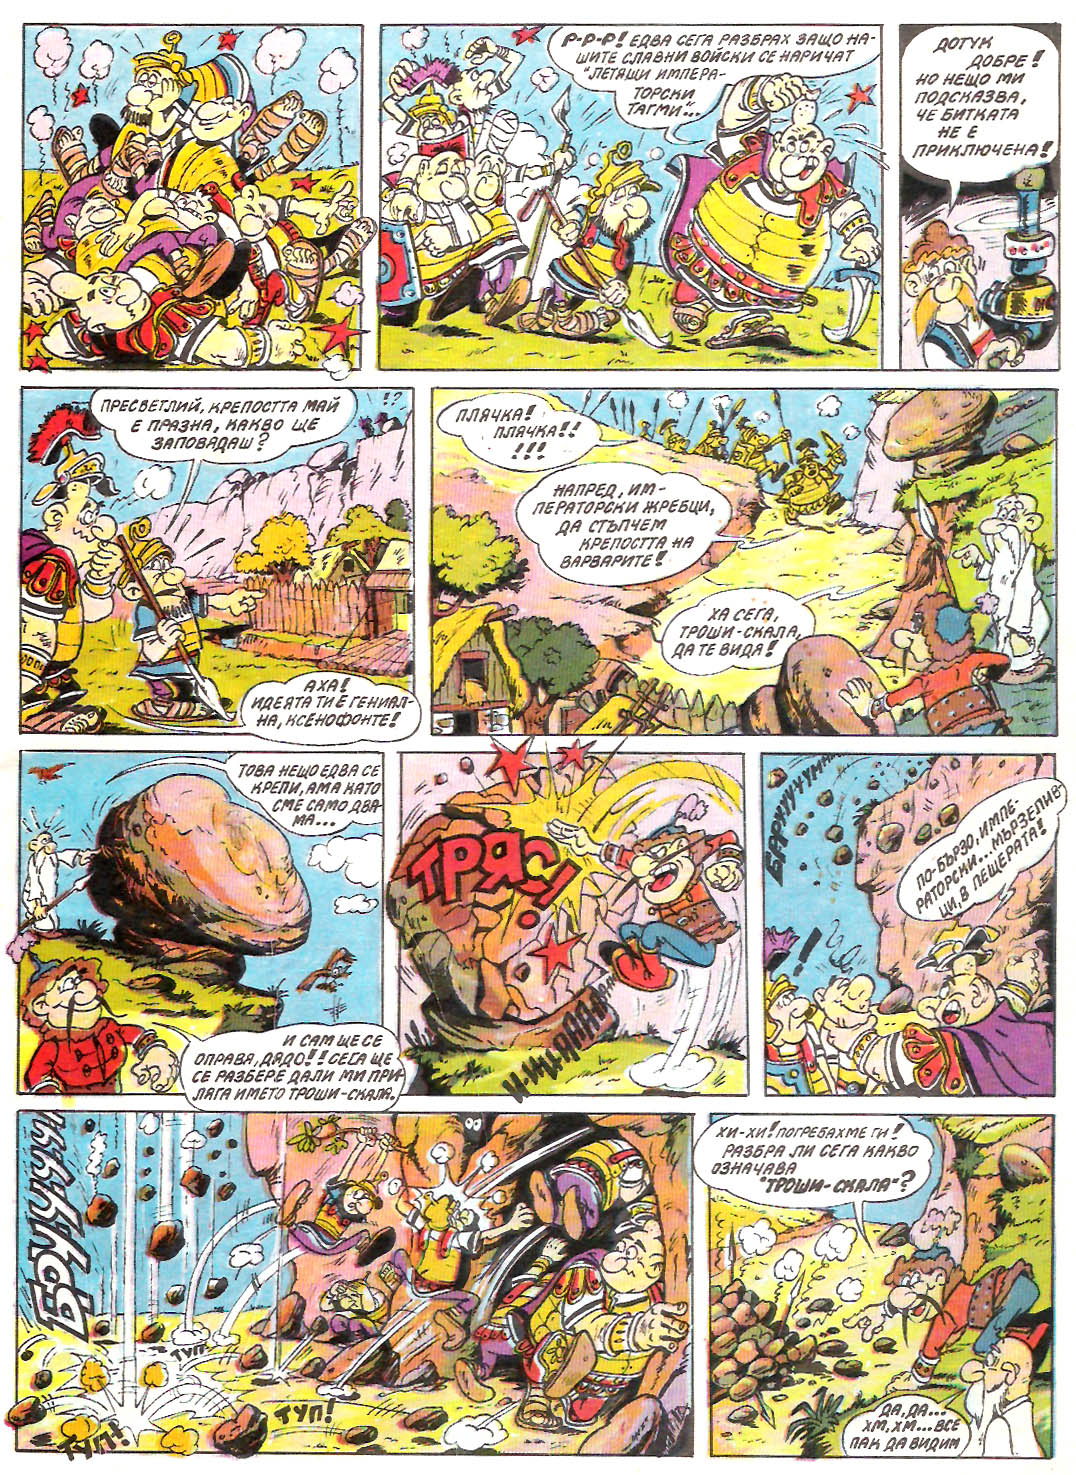 Р-Р-Р! ЕДВА СЕГА РАЗБРАХ ЗАЩО НА-
ШИТЕ СЛАВНИ ВОЙСКИ СЕ НАРИЧАТ
"ЛЕТЯЩИ ИМПЕРА-
ТОРСКИ
ТАГМИ"...
ДОТУК
ДОБРЕ!
НО НЕЩО МИ
ПОДСКАЗВА,
ЧЕ БИТКАТА
НЕ Е
ПРИКЛЮЧЕНА!
ПРЕСВЕТЛИЙ, КРЕПОСТТА МАЙ
Е ПРАЗНА, КАКВО ЩЕ
ЗАПОВЯДАШ?
!?
АХА!
ИДЕЯТА ТИ Е ГЕНИАЛ-
НА, КСЕНОФОНТЕ!
ПЛЯЧКА!
ПЛЯЧКА!!
!!!
НАПРЕД, ИМ-
ПЕРАТОРСКИ ЖРЕБЦИ,
ДА СТЪПЧЕМ
КРЕПОСТТА НА
ВАРВАРИТЕ!
ХА СЕГА,
ТРОШИ-СКАЛА,
ДА ТЕ ВИДЯ!
ТОВА НЕЩО ЕДВА СЕ
КРЕПИ, АМА КАТО
СМЕ САМО ДВА-
МА...
И САМ ЩЕ СЕ
ОПРАВЯ, ДЯДО!! СЕГА ЩЕ
СЕ РАЗБЕРЕ ДАЛИ МИ ПРИ-
ЛЯГА ИМЕТО ТРОШИ-СКАЛА.
ТРЯС!
ПО-БЪРЗО, ИМПЕ-
РАТОРСКИ... МЪРЗЕЛИВ-
ЦИ, В ПЕЩЕРАТА!
!
ТУП!
ТУП!
ТУП!
ХИ-ХИ! ПОГРЕБАХМЕ ГИ!
РАЗБРА ЛИ СЕГА КАКВО
ОЗНАЧАВА
"ТРОШИ-СКАЛА"?
ДА, ДА...
ХМ, ХМ... ВСЕ
ПАК ДА ВИДИМ